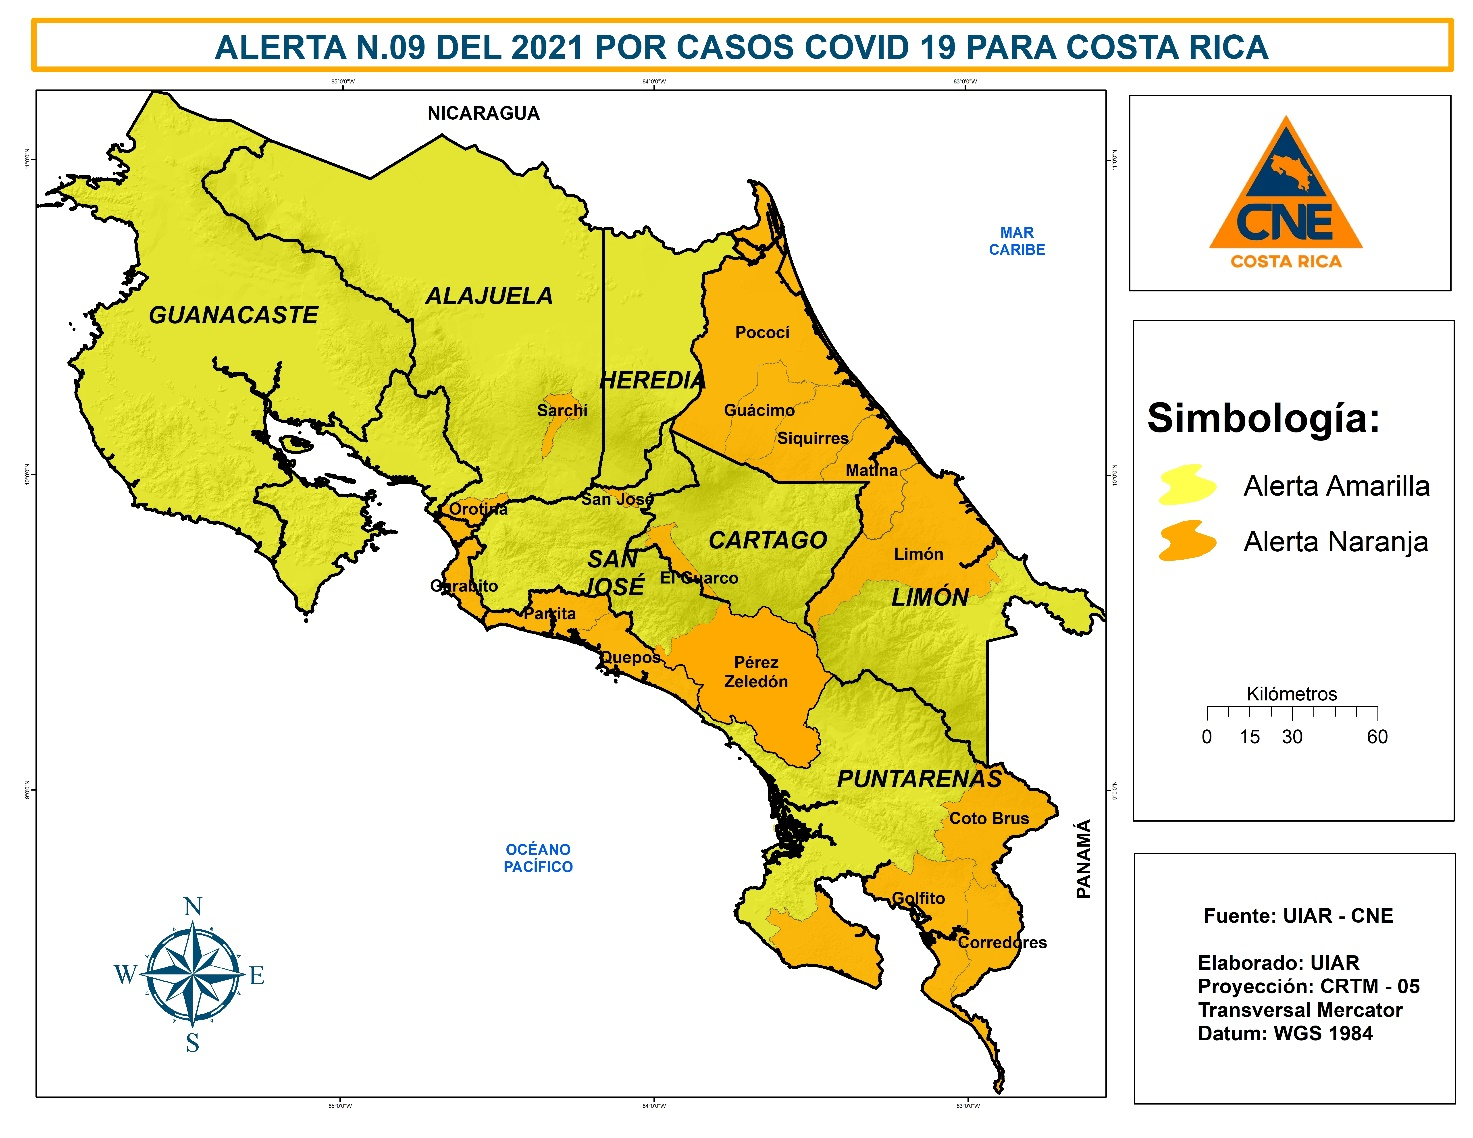 ALERTA N.09 DEL 2021 POR CASOS COVID 19 PARA COSTA RICA
NICARAGUA
MAR
CARIBE
GUANACASTE
ALAJUELA
HEREDIA
Pococí
Sarchí
Guácimo
Siquirres
Matina
San José
Orotina
CARTAGO
SAN
JOSÉ
Limón
El Guarco
Garabito
LIMÓN
Parrita
Quepos
Pérez
Zeledón
PUNTARENAS
Coto Brus
PANAMÁ
OCÉANO
PACÍFICO
Golfito
Corredores
N
W
E
S
CNE
COSTA RICA
Simbología:
Alerta Amarilla
Alerta Naranja
Kilómetros
0 15 30 60
Fuente: UIAR - CNE
Elaborado: UIAR
Proyección: CRTM - 05
Transversal Mercator
Datum: WGS 1984